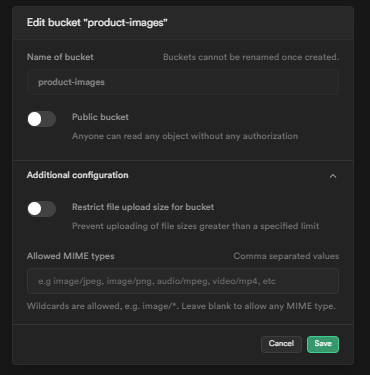 Edit bucket "product-images"
Name of bucket Buckets cannot be renamed once created.
product-images
Public bucket
Anyone can read any object without any authorization
Additional configuration
Restrict file upload size for bucket
Prevent uploading of file sizes greater than a specified limit
Allowed MIME types Comma separated values
e.g image/jpeg, image/png, audio/mpeg, video/mp4, etc
Wildcards are allowed, e.g. image/*. Leave blank to allow any MIME type.
Cancel Save